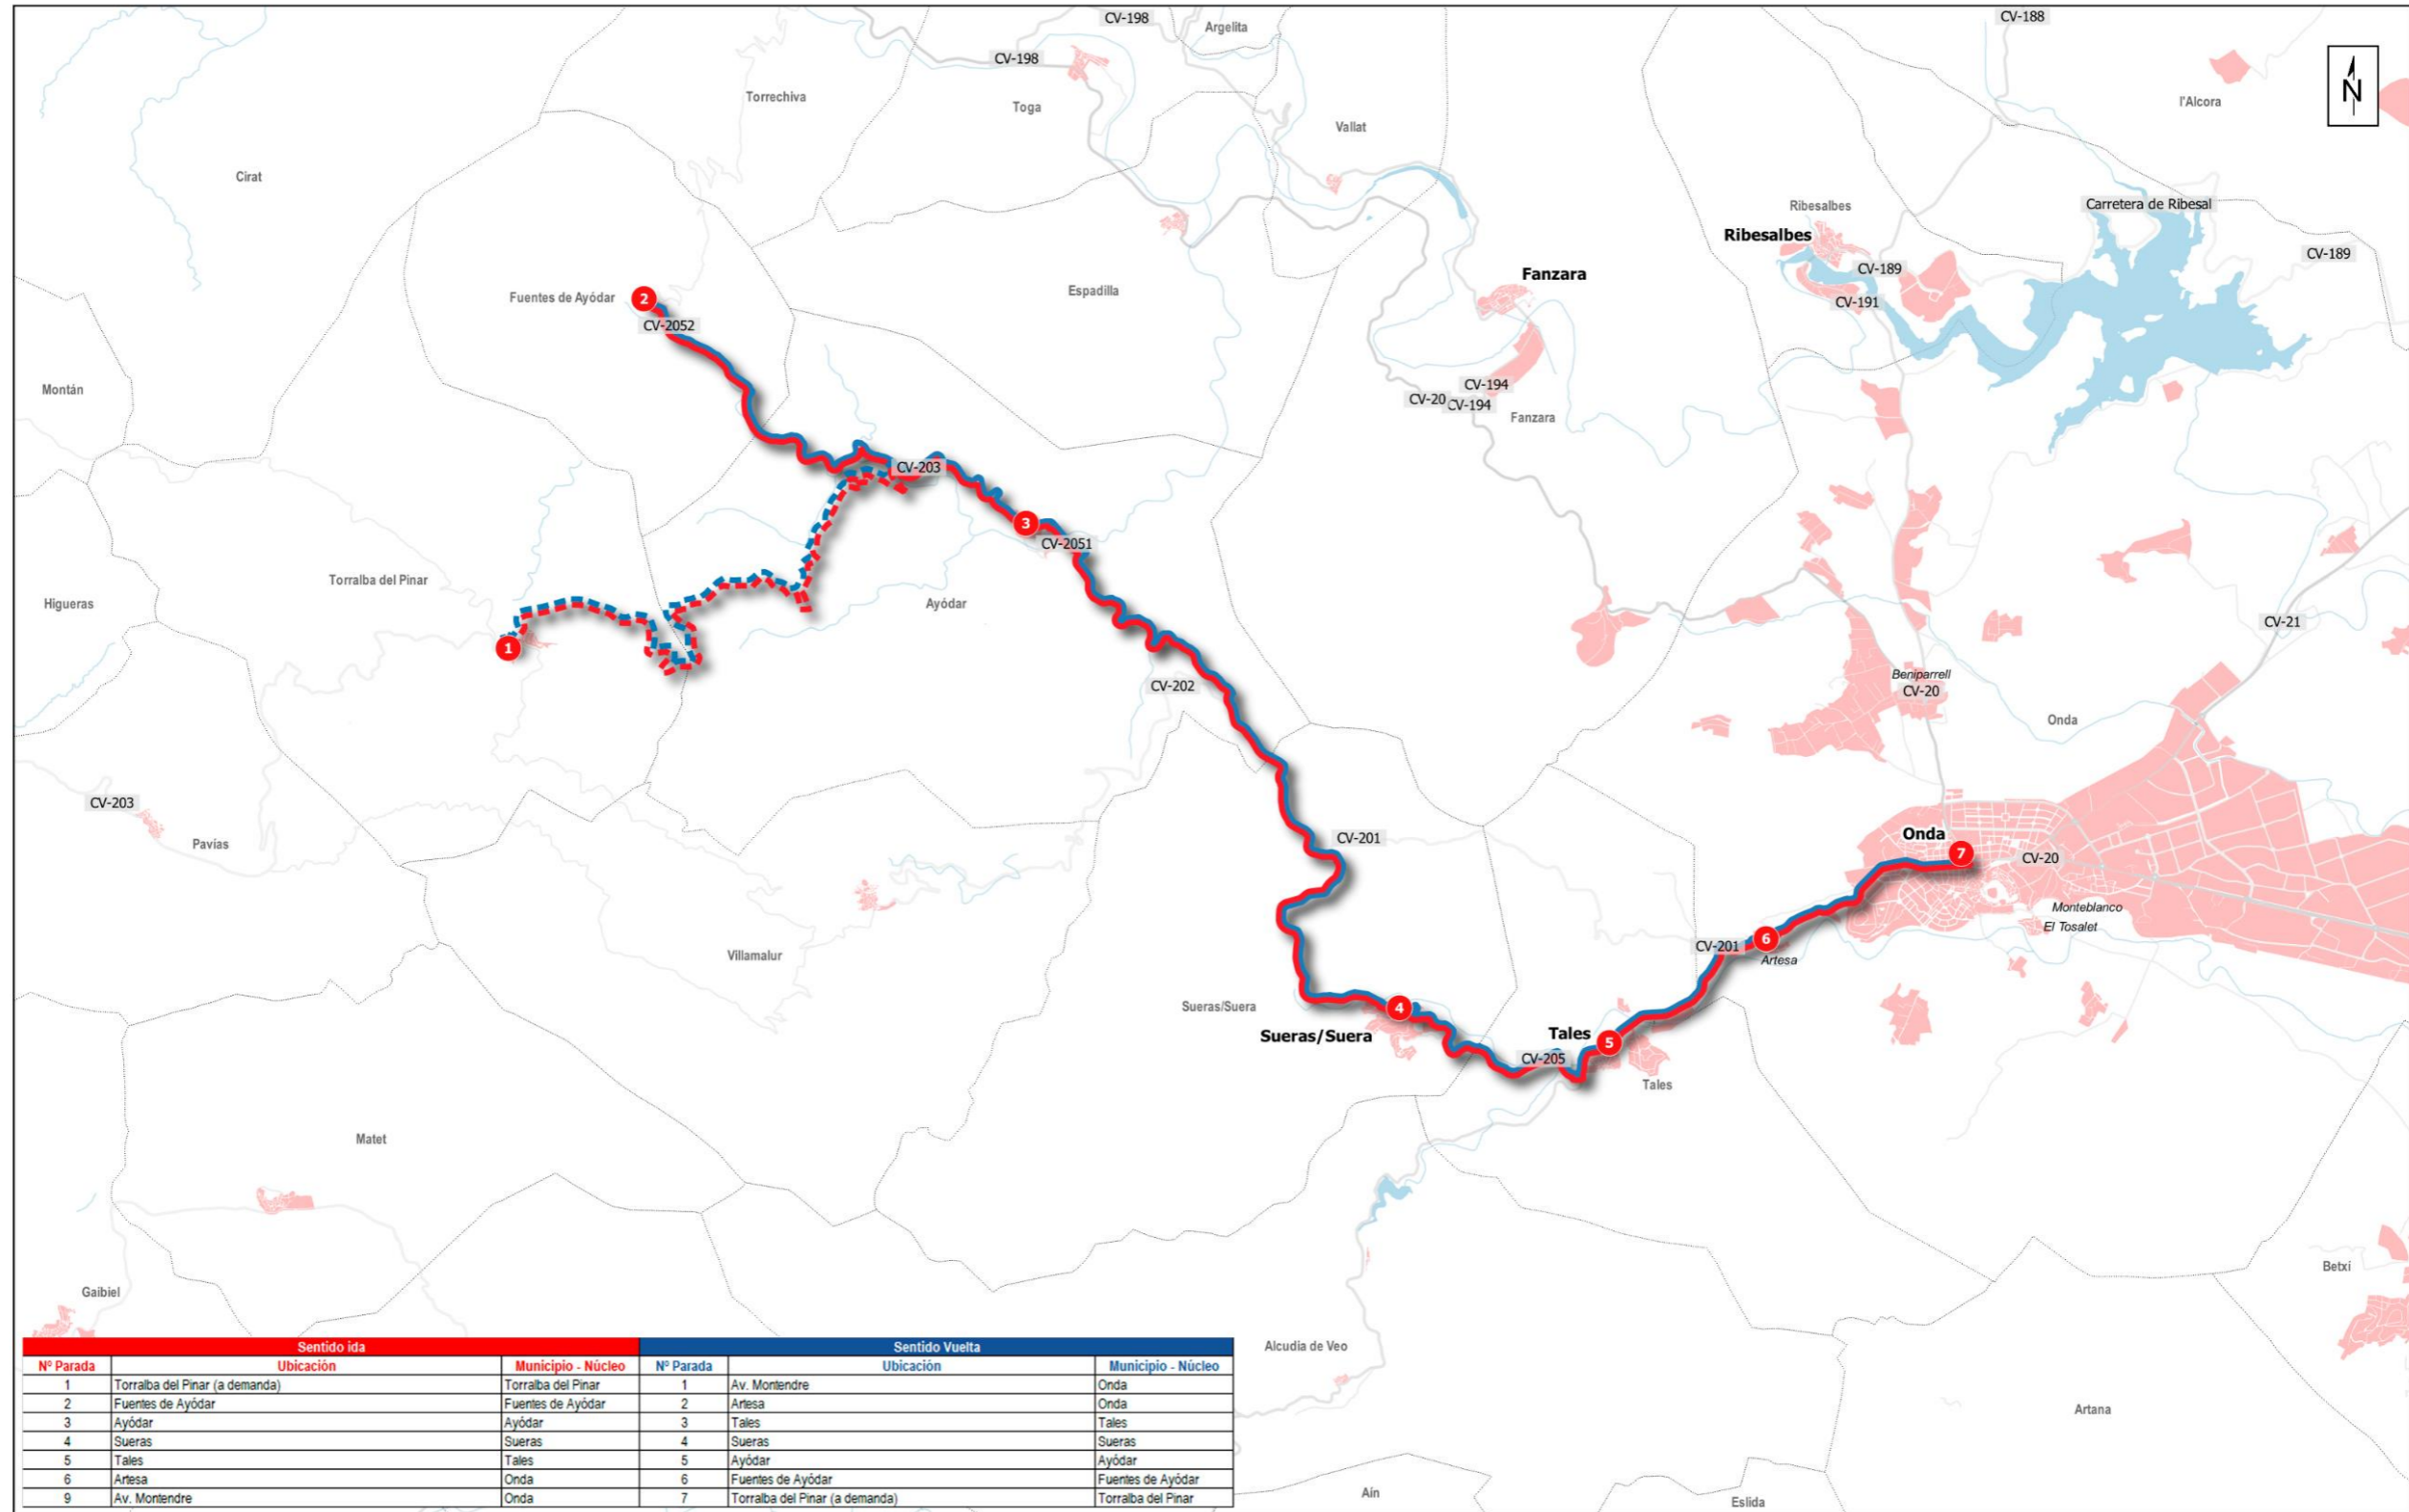 CV-198
CV-188
Argelita
CV-198
l'Alcora
N
Torrechiva
Toga
Vallat
Cirat
Ribesalbes
Carretera de Ribesal
Ribesalbes
CV-189
Fanzara
CV-189
Espadilla
Fuentes de Ayódar
2
CV-191
CV-2052
Montán
CV-194
CV-20
CV-194
Fanzara
CV-203
3
CV-2051
Torralba del Pinar
Higueras
Ayódar
CV-21
1
Beniparrell
CV-202
CV-20
Onda
CV-203
Onda
CV-201
Pavías
7
CV-20
Monteblanco
El Tosalet
6
CV-201
Villamalur
Artesa
Sueras/Suera
4
Sueras/Suera
Tales
5
CV-205
Tales
Matet
Betxí
Gaibiel
Alcudia de Veo
Artana
Aín
Eslida
Sentido ida Sentido Vuelta
Nº Parada Ubicación Municipio - Núcleo Nº Parada Ubicación Municipio - Núcleo
1 Torralba del Pinar (a demanda) Torralba del Pinar 1 Av. Montendre Onda
2 Fuentes de Ayódar Fuentes de Ayódar 2 Artesa Onda
3 Ayódar Ayódar 3 Tales Tales
4 Sueras Sueras 4 Sueras Sueras
5 Tales Tales 5 Ayódar Ayódar
6 Artesa Onda 6 Fuentes de Ayódar Fuentes de Ayódar
9 Av. Montendre Onda 7 Torralba del Pinar (a demanda) Torralba del Pinar